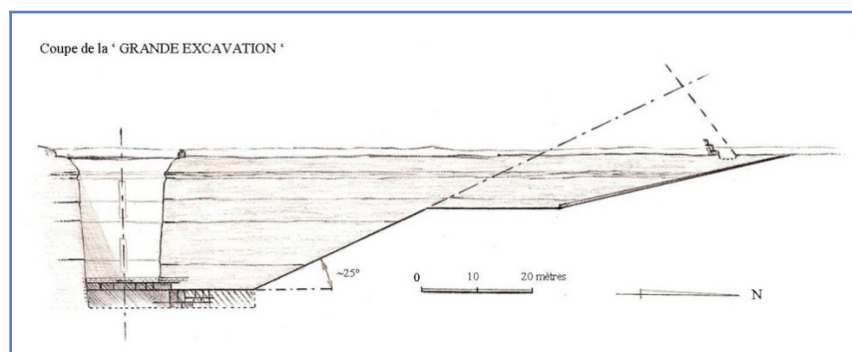 Coupe de la ‘ GRANDE EXCAVATION ‘
~25°
0 10 20 mètres
N